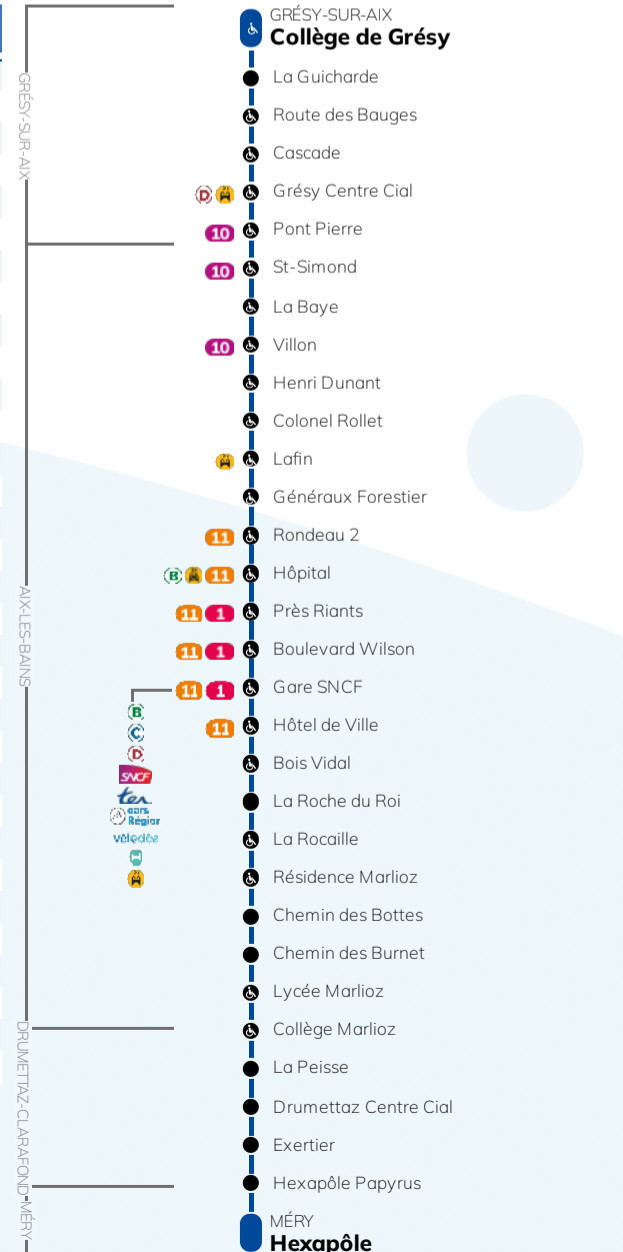 GRÉSY-SUR-AIX
Collège de Grésy
La Guicharde
GRÉSY-SUR-AIX
Route des Bauges
Cascade
D Grésy Centre Cial
10 Pont Pierre
10 St-Simond
La Baye
10 Villon
Henri Dunant
Colonel Rollet
Lafin
Généraux Forestier
11 Rondeau 2
B 11 Hôpital
AIX-LES-BAINS
11 1 Près Riants
11 1 Boulevard Wilson
11 1 Gare SNCF
B
C
D
SNCF
ter
cars Région
vélodéa
11 Hôtel de Ville
Bois Vidal
La Roche du Roi
La Rocaille
Résidence Marlioz
Chemin des Bottes
Chemin des Burnet
Lycée Marlioz
Collège Marlioz
DRUMETTAZ-CLARAFOND
La Peisse
Drumettaz Centre Cial
Exertier
Hexapôle Papyrus
MÉRY
MÉRY
Hexapôle